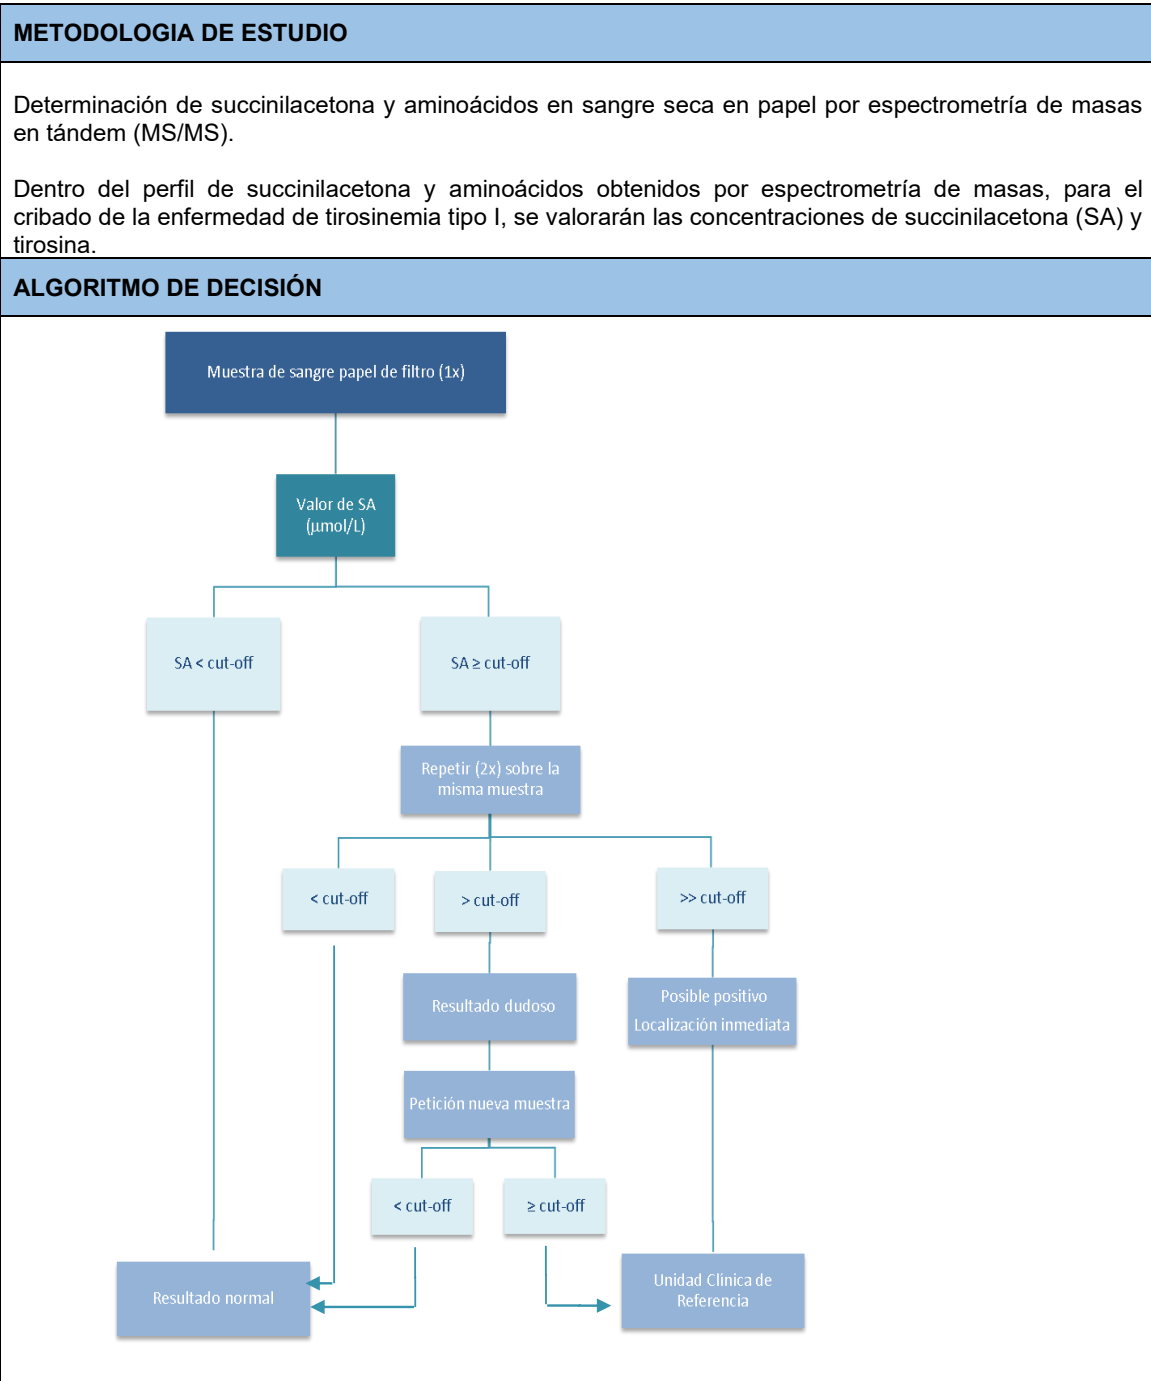 METODOLOGIA DE ESTUDIO
Determinación de succinilacetona y aminoácidos en sangre seca en papel por espectrometría de masas
en tándem (MS/MS).
Dentro del perfil de succinilacetona y aminoácidos obtenidos por espectrometría de masas, para el
cribado de la enfermedad de tirosinemia tipo I, se valorarán las concentraciones de succinilacetona (SA) y
tirosina.
ALGORITMO DE DECISIÓN
Muestra de sangre papel de filtro (1x)
Valor de SA
(µmol/L)
SA < cut-off
SA ≥ cut-off
Repetir (2x) sobre la
misma muestra
< cut-off
> cut-off
>> cut-off
Resultado dudoso
Posible positivo
Localización inmediata
Petición nueva muestra
< cut-off
≥ cut-off
Resultado normal
Unidad Clínica de
Referencia